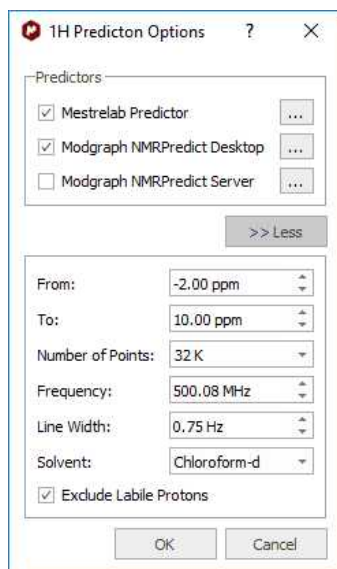 1H Predicton Options ?
Predictors
Mestrelab Predictor ...
Modgraph NMRPredict Desktop ...
Modgraph NMRPredict Server ...
>> Less
From: -2.00 ppm
To: 10.00 ppm
Number of Points: 32 K
Frequency: 500.08 MHz
Line Width: 0.75 Hz
Solvent: Chloroform-d
Exclude Labile Protons
OK Cancel